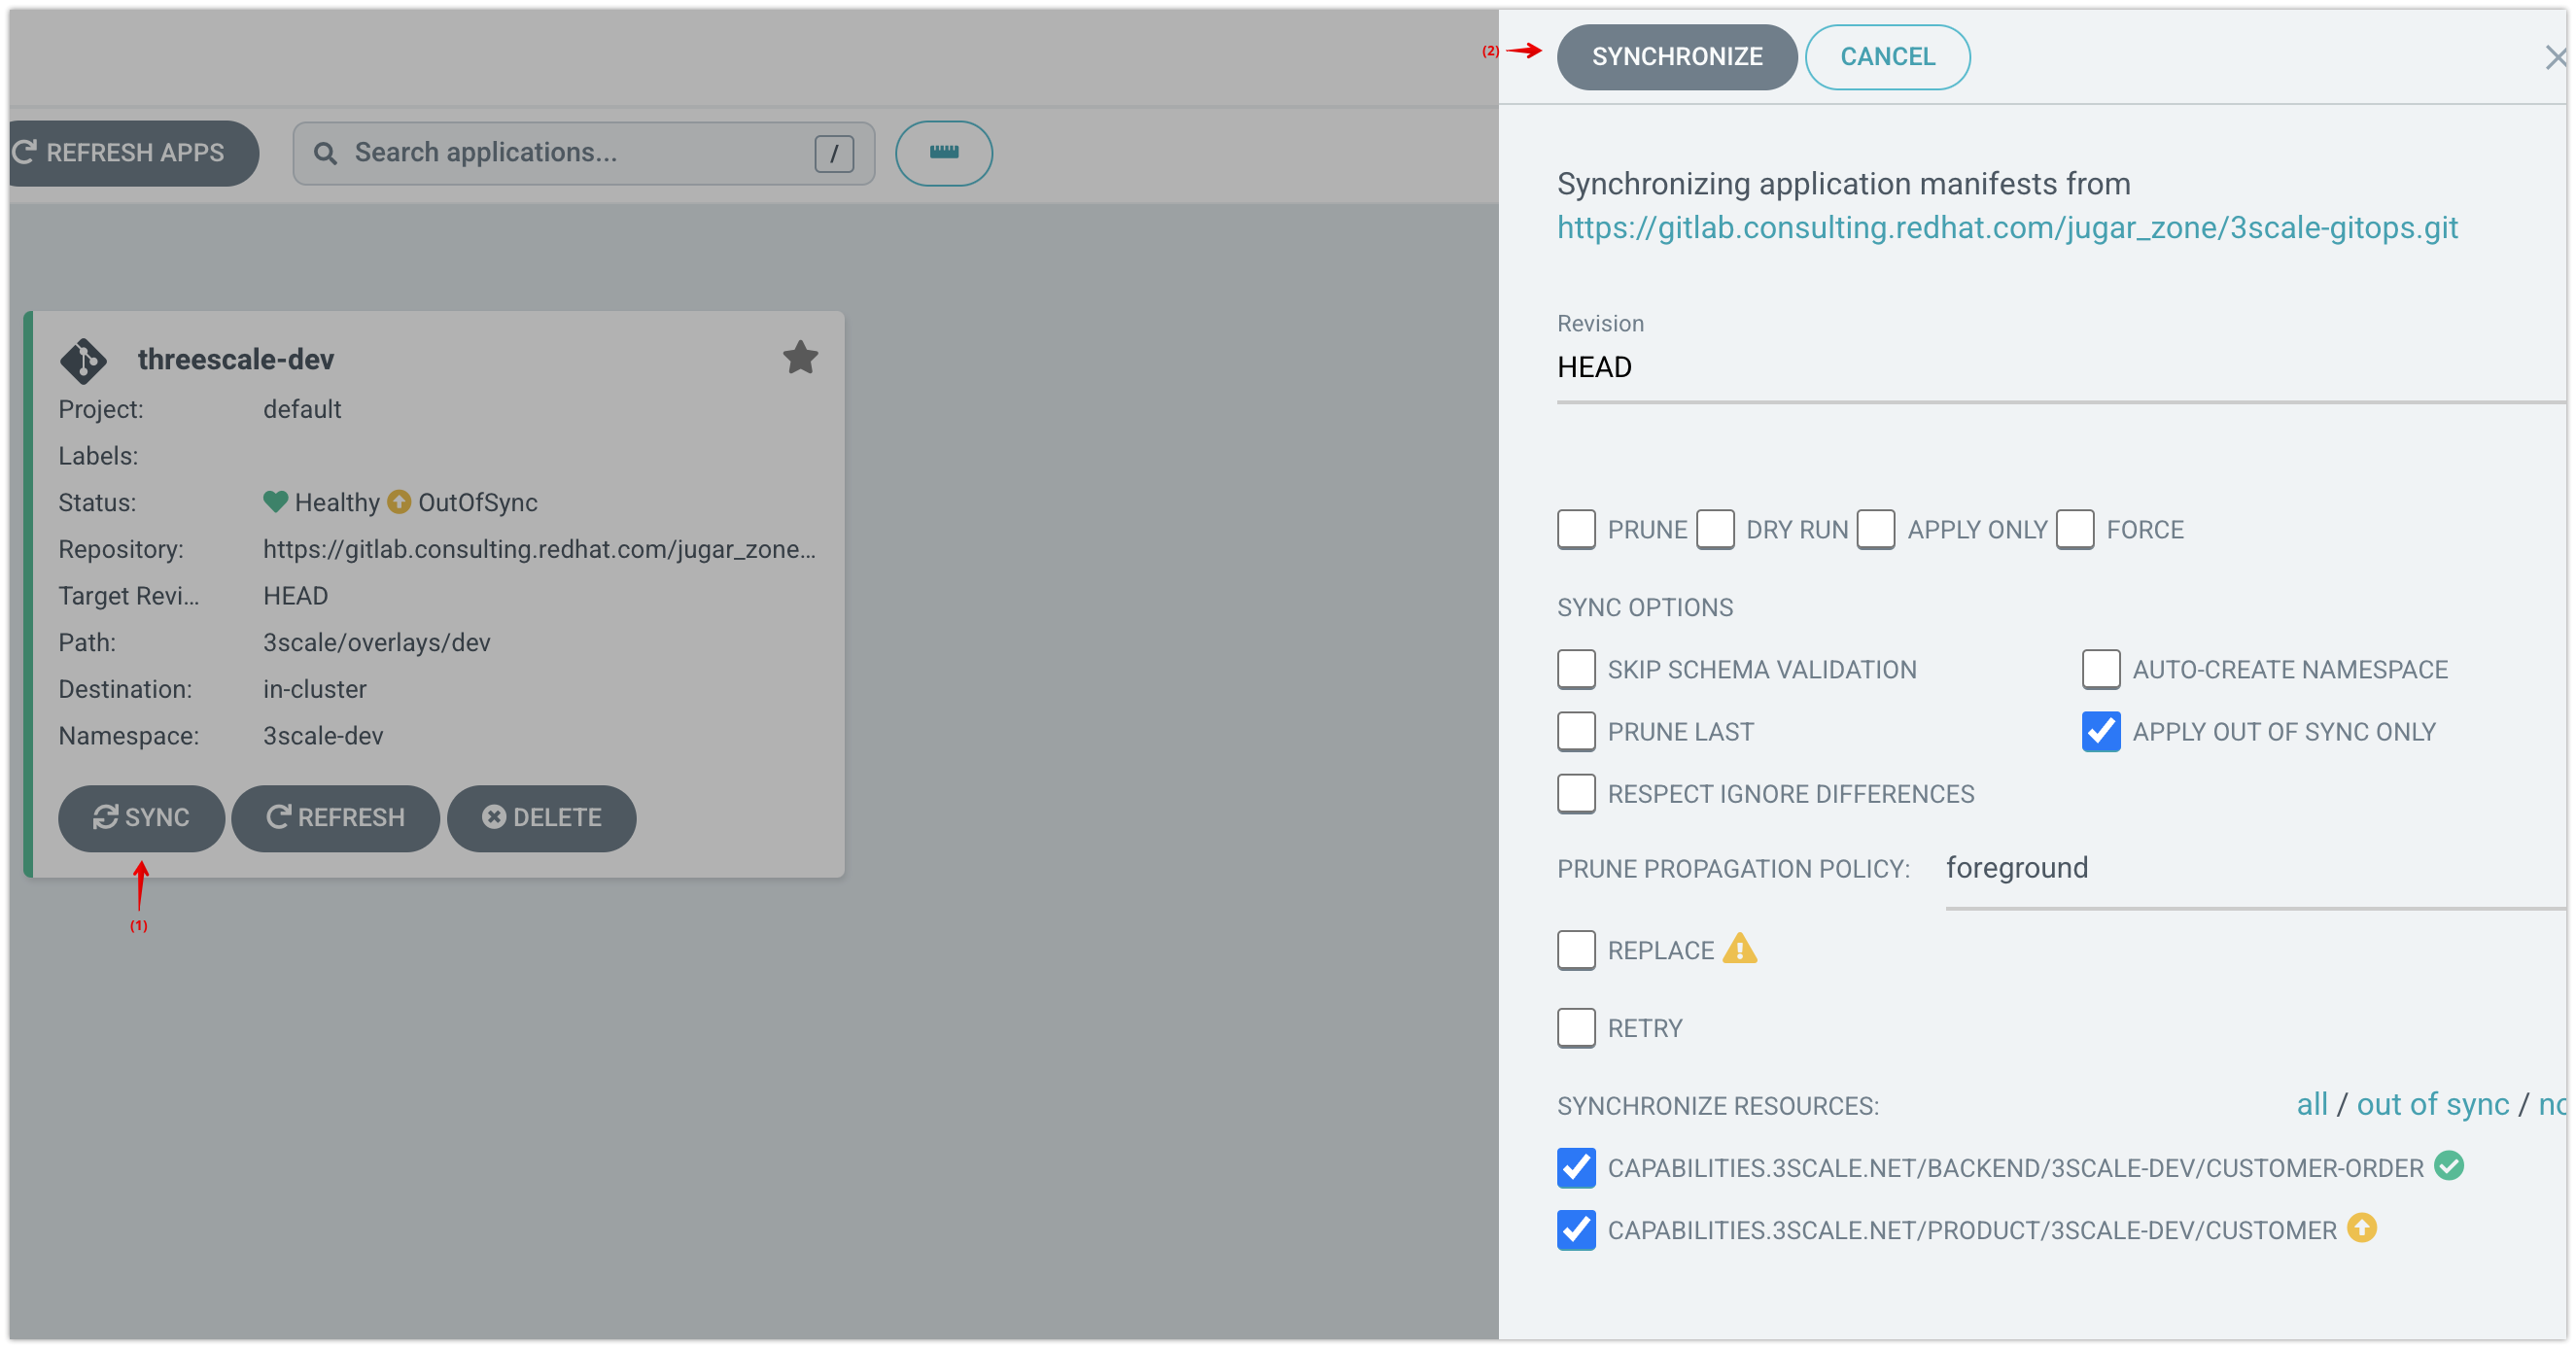 REFRESH APPS
Search applications...
/
threescale-dev
Project: default
Labels:
Status: Healthy OutOfSync
Repository: https://gitlab.consulting.redhat.com/jugar_zone...
Target Revi... HEAD
Path: 3scale/overlays/dev
Destination: in-cluster
Namespace: 3scale-dev
SYNC REFRESH DELETE
(1)
(2)
SYNCHRONIZE CANCEL
Synchronizing application manifests from
https://gitlab.consulting.redhat.com/jugar_zone/3scale-gitops.git
Revision
HEAD
PRUNE DRY RUN APPLY ONLY FORCE
SYNC OPTIONS
SKIP SCHEMA VALIDATION AUTO-CREATE NAMESPACE
PRUNE LAST APPLY OUT OF SYNC ONLY
RESPECT IGNORE DIFFERENCES
PRUNE PROPAGATION POLICY: foreground
REPLACE
RETRY
SYNCHRONIZE RESOURCES: all / out of sync /
CAPABILITIES.3SCALE.NET/BACKEND/3SCALE-DEV/CUSTOMER-ORDER
CAPABILITIES.3SCALE.NET/PRODUCT/3SCALE-DEV/CUSTOMER